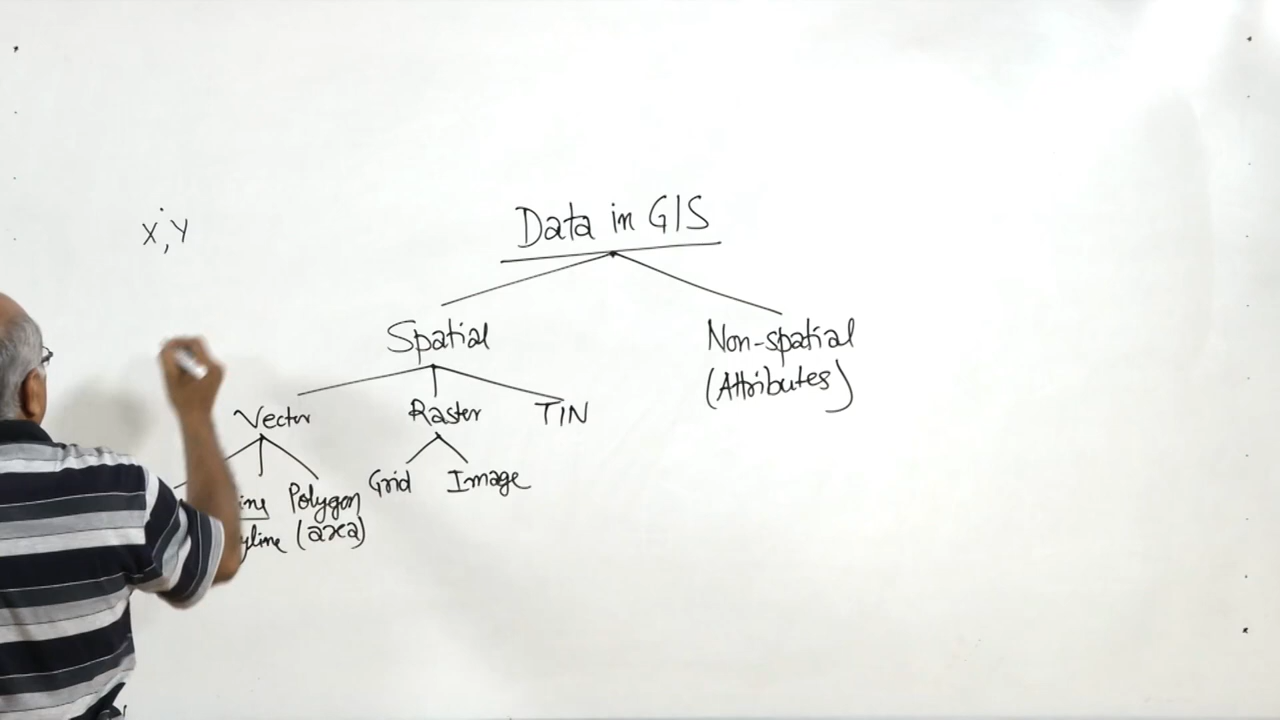 Data in GIS
x, y
Spatial
Non-spatial
(Attributes)
Vector
Raster
TIN
Grid
Image
Polygon
(area)